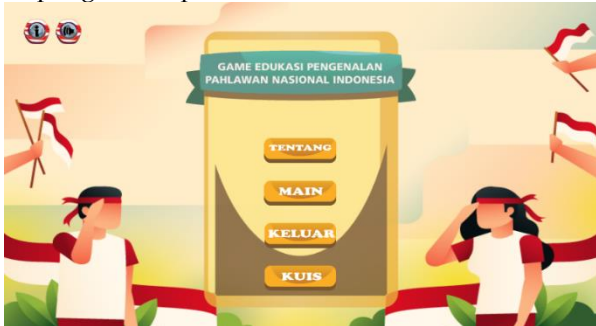 GAME EDUKASI PENGENALAN
PAHLAWAN NASIONAL INDONESIA
TENTANG
MAIN
KELUAR
KUIS